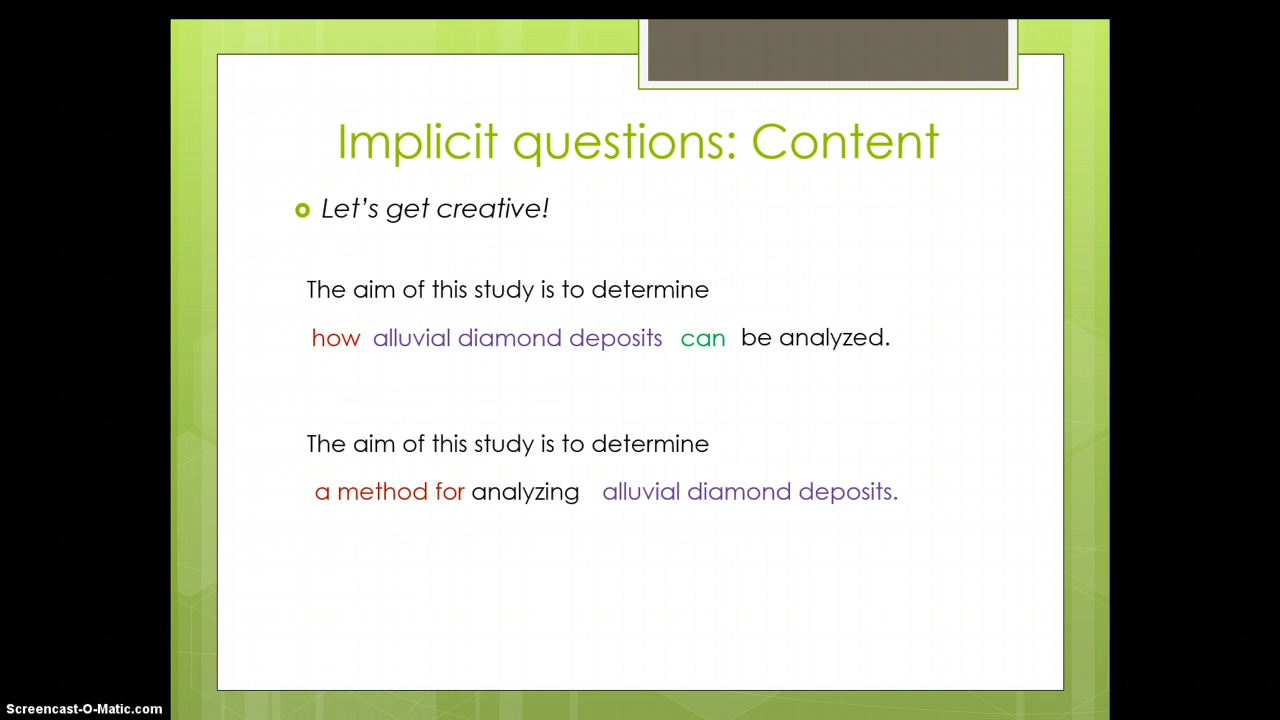 Implicit questions: Content
Let's get creative!
The aim of this study is to determine
how alluvial diamond deposits can be analyzed.
The aim of this study is to determine
a method for analyzing alluvial diamond deposits.
Screencast-O-Matic.com